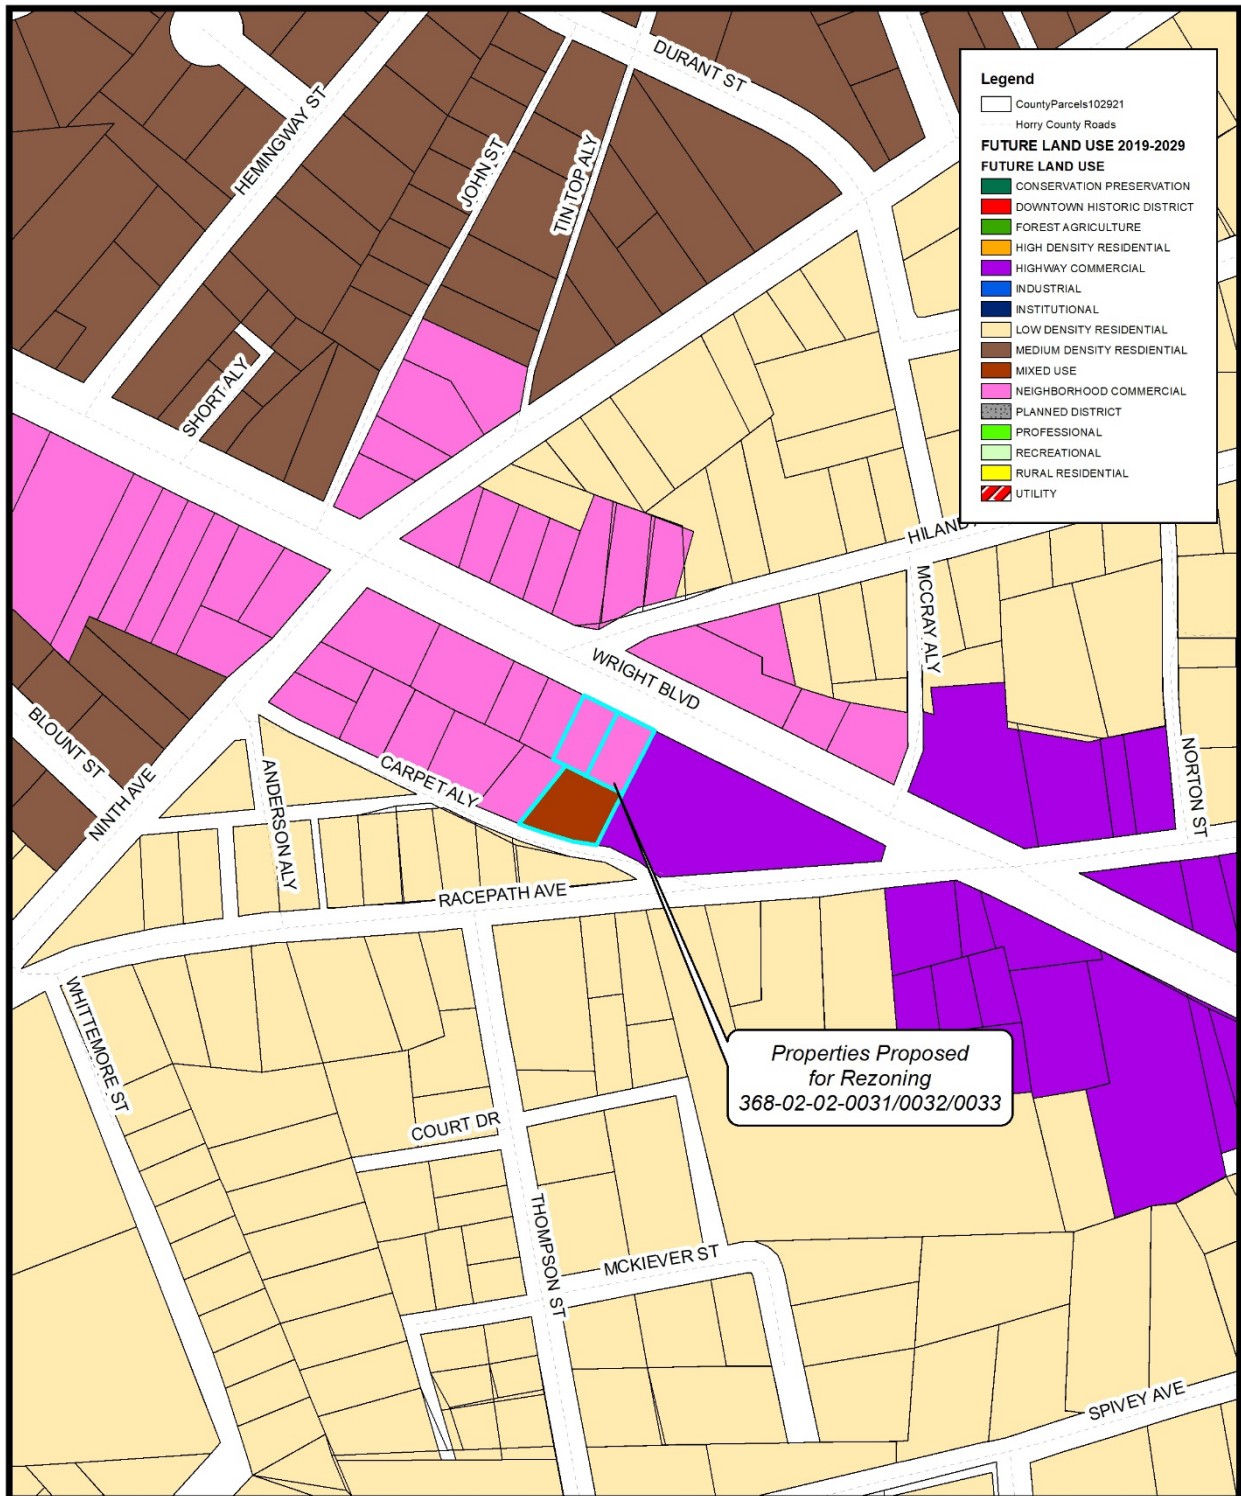 DURANT ST
HEMINGWAY ST
JOHN ST
TIN TOP ALY
SHORT ALY
Legend
CountyParcels102921
Horry County Roads
FUTURE LAND USE 2019-2029
FUTURE LAND USE
CONSERVATION PRESERVATION
DOWNTOWN HISTORIC DISTRICT
FOREST AGRICULTURE
HIGH DENSITY RESIDENTIAL
HIGHWAY COMMERCIAL
INDUSTRIAL
INSTITUTIONAL
LOW DENSITY RESIDENTIAL
MEDIUM DENSITY RESDIENTIAL
MIXED USE
NEIGHBORHOOD COMMERCIAL
PLANNED DISTRICT
PROFESSIONAL
RECREATIONAL
RURAL RESIDENTIAL
UTILITY
HILAND
MCCRAY ALY
WRIGHT BLVD
NORTON ST
BLOUNT ST
NINTH AVE
ANDERSON ALY
CARPET ALY
RACEPATH AVE
WHITTEMORE ST
Properties Proposed
for Rezoning
368-02-02-0031/0032/0033
COURT DR
THOMPSON ST
MCKIEVER ST
SPIVEY AVE